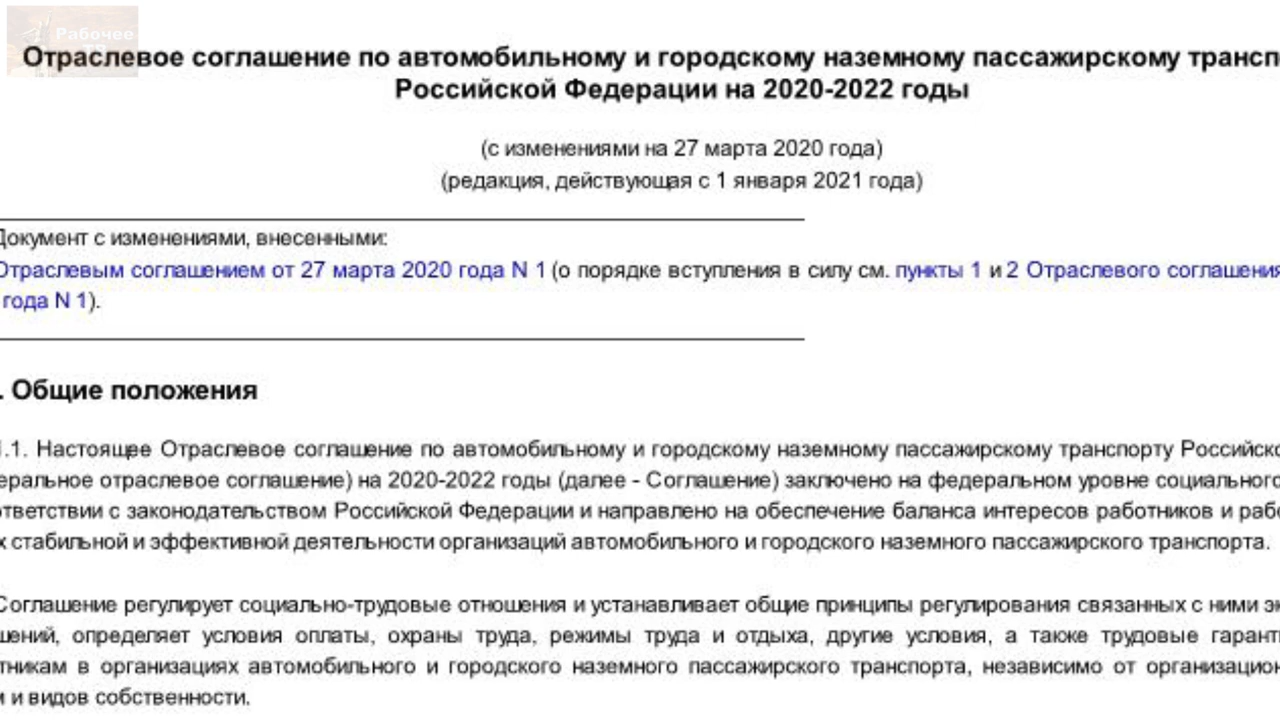 Рабочее
ТВ
Отраслевое соглашение по автомобильному и городскому наземному пассажирскому трансп
Российской Федерации на 2020-2022 годы
(с изменениями на 27 марта 2020 года)
(редакция, действующая с 1 января 2021 года)
Документ с изменениями, внесенными:
Отраслевым соглашением от 27 марта 2020 года N 1 (о порядке вступления в силу см. пункты 1 и 2 Отраслевого соглашения
года N 1).
. Общие положения
.1. Настоящее Отраслевое соглашение по автомобильному и городскому наземному пассажирскому транспорту Российско
еральное отраслевое соглашение) на 2020-2022 годы (далее - Соглашение) заключено на федеральном уровне социального
ответствии с законодательством Российской Федерации и направлено на обеспечение баланса интересов работников и рабо
х стабильной и эффективной деятельности организаций автомобильного и городского наземного пассажирского транспорта.
Соглашение регулирует социально-трудовые отношения и устанавливает общие принципы регулирования связанных с ними эк
шений, определяет условия оплаты, охраны труда, режимы труда и отдыха, другие условия, а также трудовые гарант
тникам в организациях автомобильного и городского наземного пассажирского транспорта, независимо от организацион
м и видов собственности.